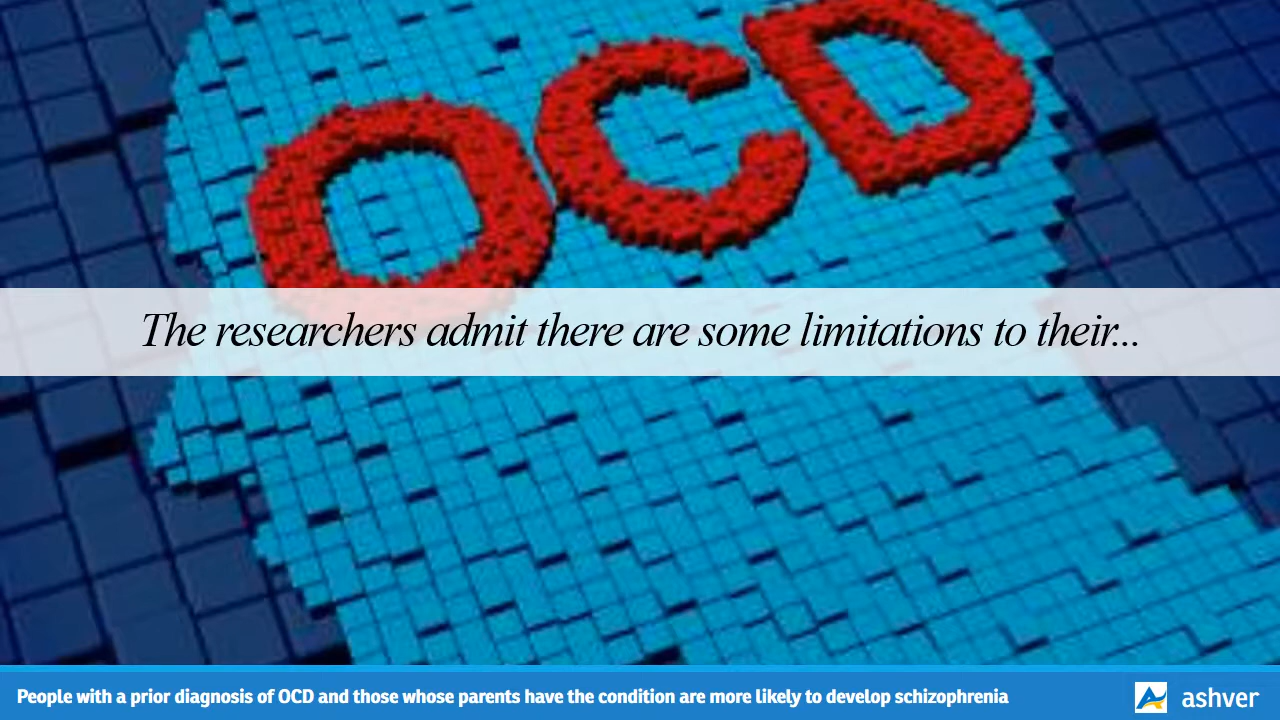 OCD
The researchers admit there are some limitations to their...
People with a prior diagnosis of OCD and those whose parents have the condition are more likely to develop schizophrenia
ashver